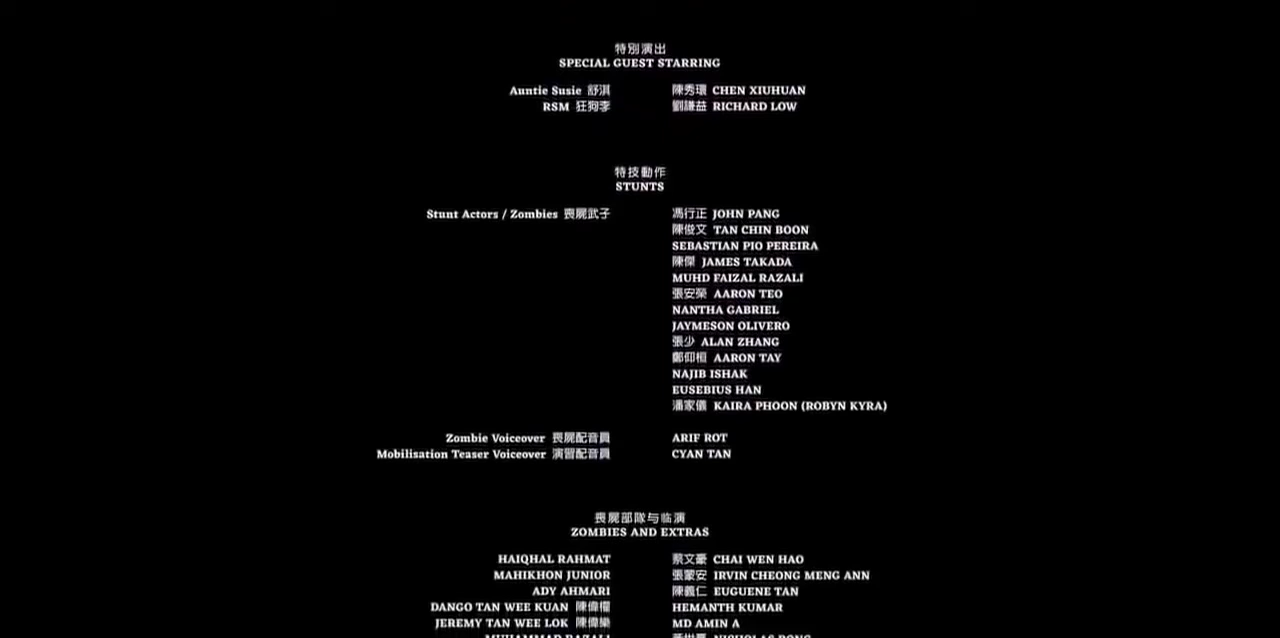 特別演出
SPECIAL GUEST STARRING
Auntie Susie 舒淇 陳秀環 CHEN XIUHUAN
RSM 狂狗李 劉謙益 RICHARD LOW
特技動作
STUNTS
Stunt Actors / Zombies 喪屍武子 馮行正 JOHN PANG
陳俊文 TAN CHIN BOON
SEBASTIAN PIO PEREIRA
陳傑 JAMES TAKADA
MUHD FAIZAL RAZALI
張安榮 AARON TEO
NANTHA GABRIEL
JAYMESON OLIVERO
張少 ALAN ZHANG
鄭仰桓 AARON TAY
NAJIB ISHAK
EUSEBIUS HAN
潘家儀 KAIRA PHOON (ROBYN KYRA)
Zombie Voiceover 喪屍配音員 ARIF ROT
Mobilisation Teaser Voiceover 演習配音員 CYAN TAN
喪屍部隊与临演
ZOMBIES AND EXTRAS
HAIQHAL RAHMAT 蔡文豪 CHAI WEN HAO
MAHIKHON JUNIOR 張蒙安 IRVIN CHEONG MENG ANN
ADY AHMARI 陳義仁 EUGUENE TAN
DANGO TAN WEE KUAN 陳偉權 HEMANTH KUMAR
JEREMY TAN WEE LOK 陳偉樂 MD AMIN A
MUHAMMAD RAZALI NICHOLAS BONG